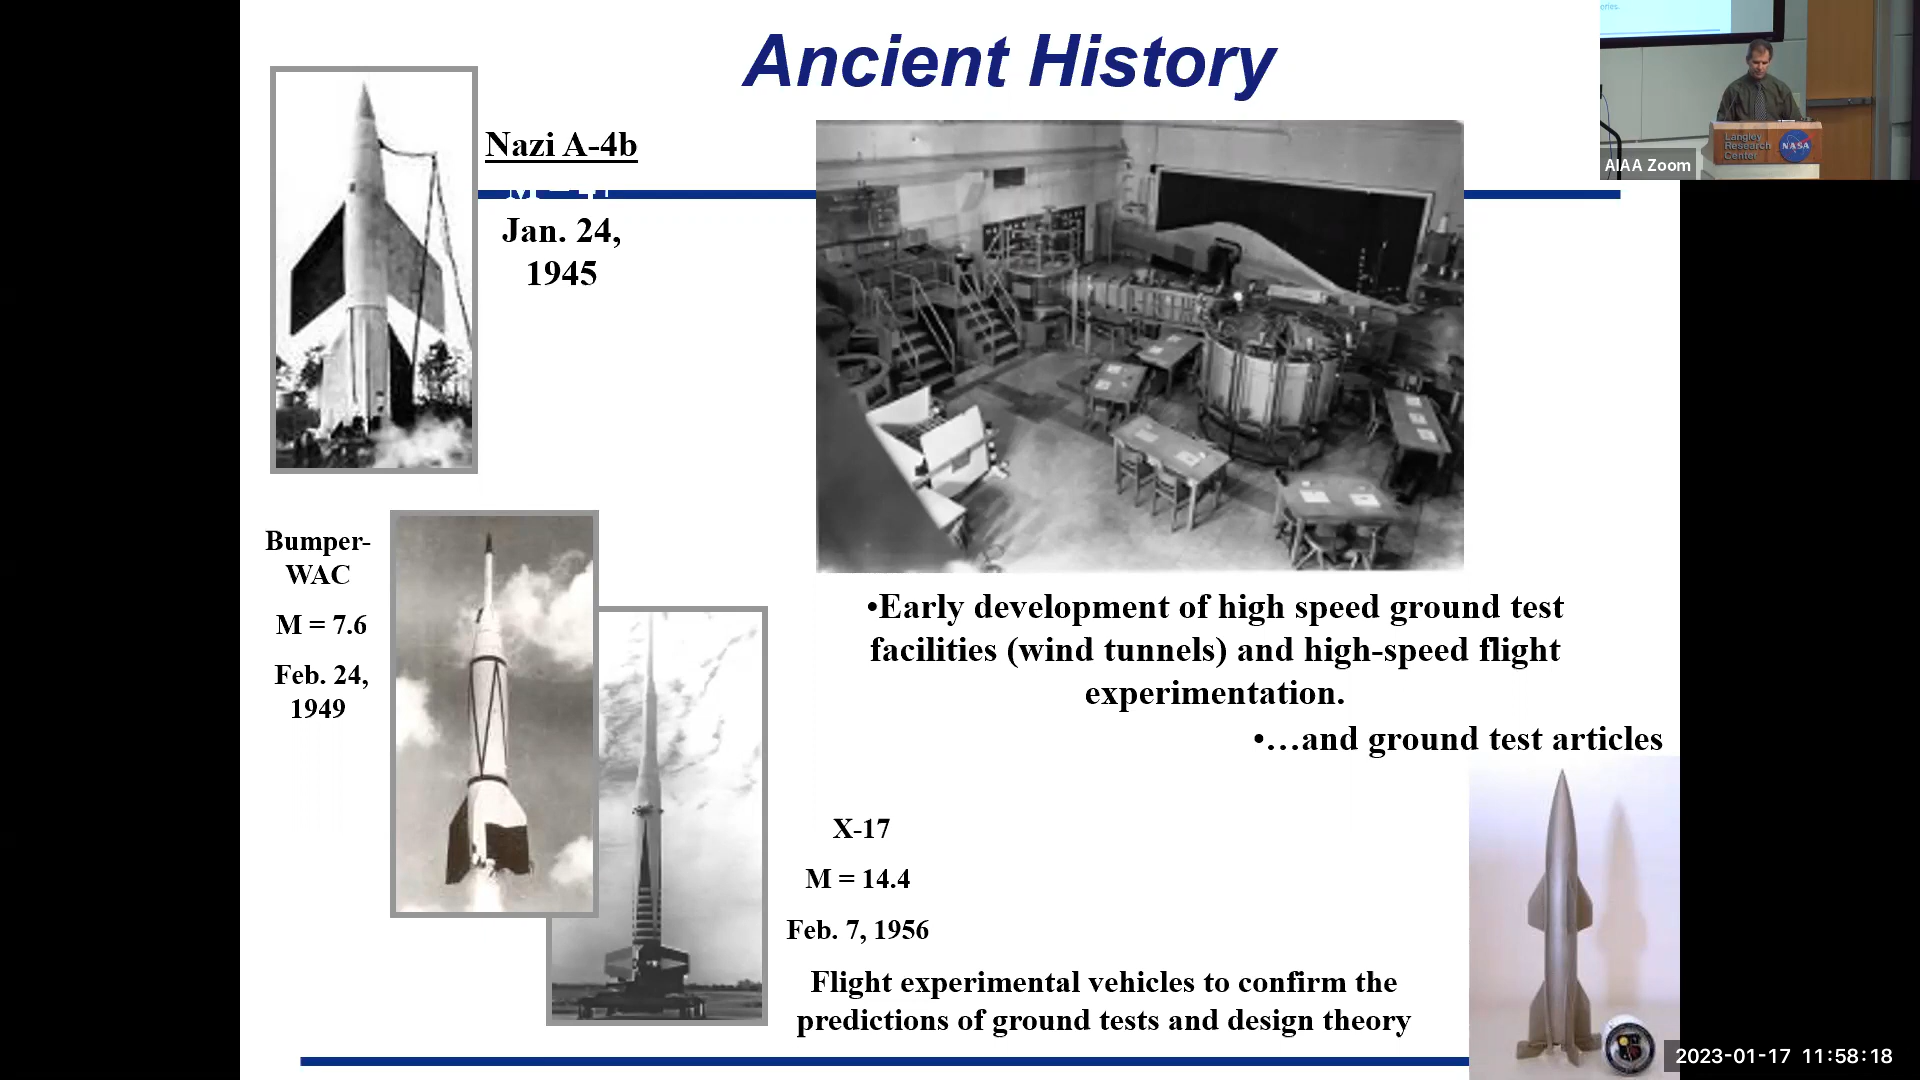 Ancient History
Nazi A-4b
Jan. 24,
1945
Bumper-
WAC
M = 7.6
Feb. 24,
1949
•Early development of high speed ground test
facilities (wind tunnels) and high-speed flight
experimentation.
•…and ground test articles
X-17
M = 14.4
Feb. 7, 1956
Flight experimental vehicles to confirm the
predictions of ground tests and design theory
Langley
Research
Center
NASA
AIAA Zoom
2023-01-17 11:58:18